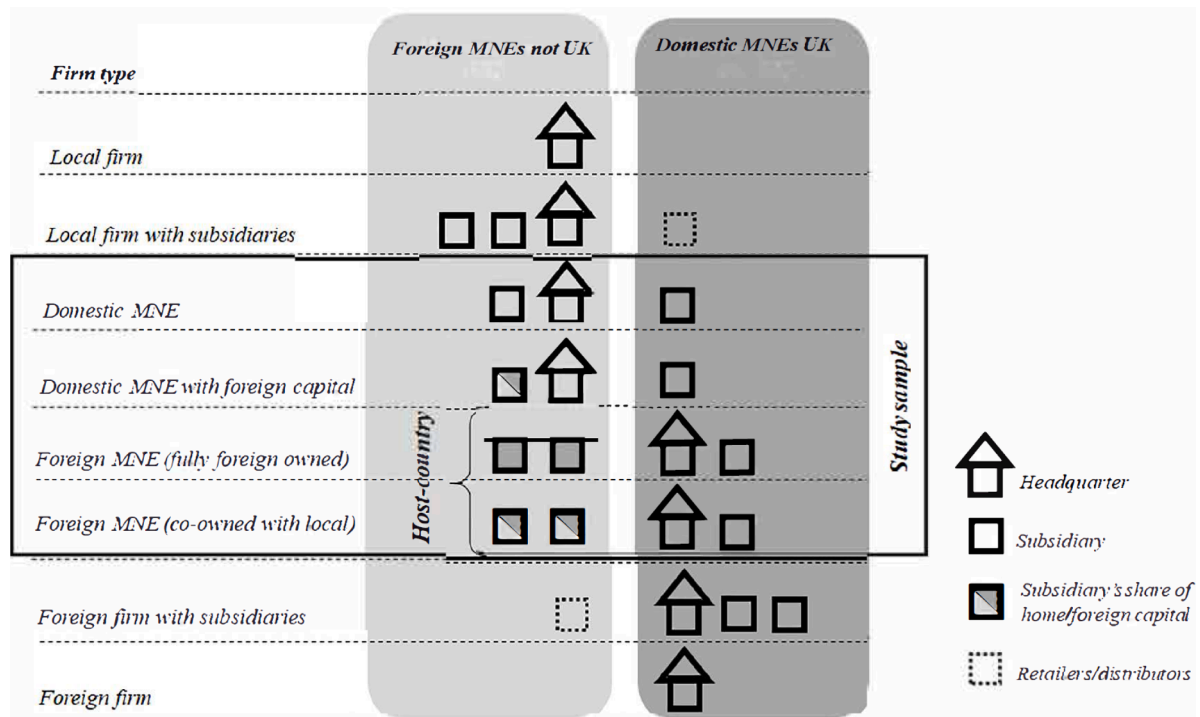 Foreign MNEs not UK
Domestic MNEs UK
Firm type
Local firm
Local firm with subsidiaries
Domestic MNE
Domestic MNE with foreign capital
Foreign MNE (fully foreign owned)
Foreign MNE (co-owned with local)
Foreign firm with subsidiaries
Foreign firm
Host-country
Study sample
Headquarter
Subsidiary
Subsidiary's share of
home/foreign capital
Retailers/distributors